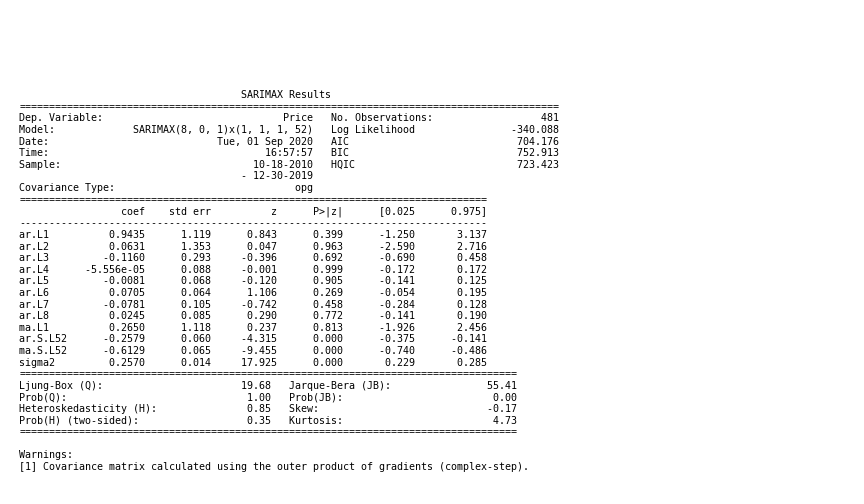 SARIMAX Results
==========================================================================================
Dep. Variable:                              Price   No. Observations:                  481
Model:             SARIMAX(8, 0, 1)x(1, 1, 1, 52)   Log Likelihood                -340.088
Date:                            Tue, 01 Sep 2020   AIC                            704.176
Time:                                    16:57:57   BIC                            752.913
Sample:                                10-18-2010   HQIC                           723.423
                                     - 12-30-2019
Covariance Type:                              opg
==============================================================================
                 coef    std err          z      P>|z|      [0.025      0.975]
------------------------------------------------------------------------------
ar.L1          0.9435      1.119      0.843      0.399      -1.250       3.137
ar.L2          0.0631      1.353      0.047      0.963      -2.590       2.716
ar.L3         -0.1160      0.293     -0.396      0.692      -0.690       0.458
ar.L4      -5.556e-05      0.088     -0.001      0.999      -0.172       0.172
ar.L5         -0.0081      0.068     -0.120      0.905      -0.141       0.125
ar.L6          0.0705      0.064      1.106      0.269      -0.054       0.195
ar.L7         -0.0781      0.105     -0.742      0.458      -0.284       0.128
ar.L8          0.0245      0.085      0.290      0.772      -0.141       0.190
ma.L1          0.2650      1.118      0.237      0.813      -1.926       2.456
ar.S.L52      -0.2579      0.060     -4.315      0.000      -0.375      -0.141
ma.S.L52      -0.6129      0.065     -9.455      0.000      -0.740      -0.486
sigma2         0.2570      0.014     17.925      0.000       0.229       0.285
===================================================================================
Ljung-Box (Q):                       19.68   Jarque-Bera (JB):                55.41
Prob(Q):                              1.00   Prob(JB):                         0.00
Heteroskedasticity (H):               0.85   Skew:                            -0.17
Prob(H) (two-sided):                  0.35   Kurtosis:                         4.73
===================================================================================
Warnings:
[1] Covariance matrix calculated using the outer product of gradients (complex-step).